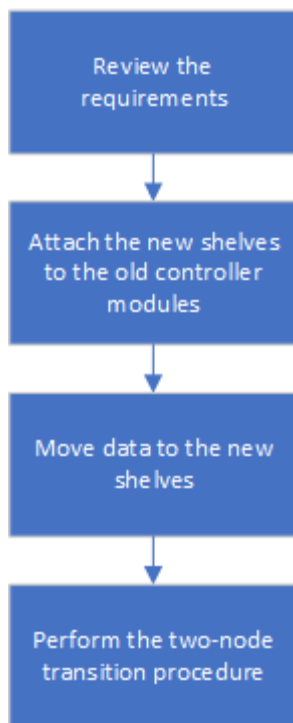 Review the
requirements
Attach the new shelves
to the old controller
modules
Move data to the new
shelves
Perform the two-node
transition procedure